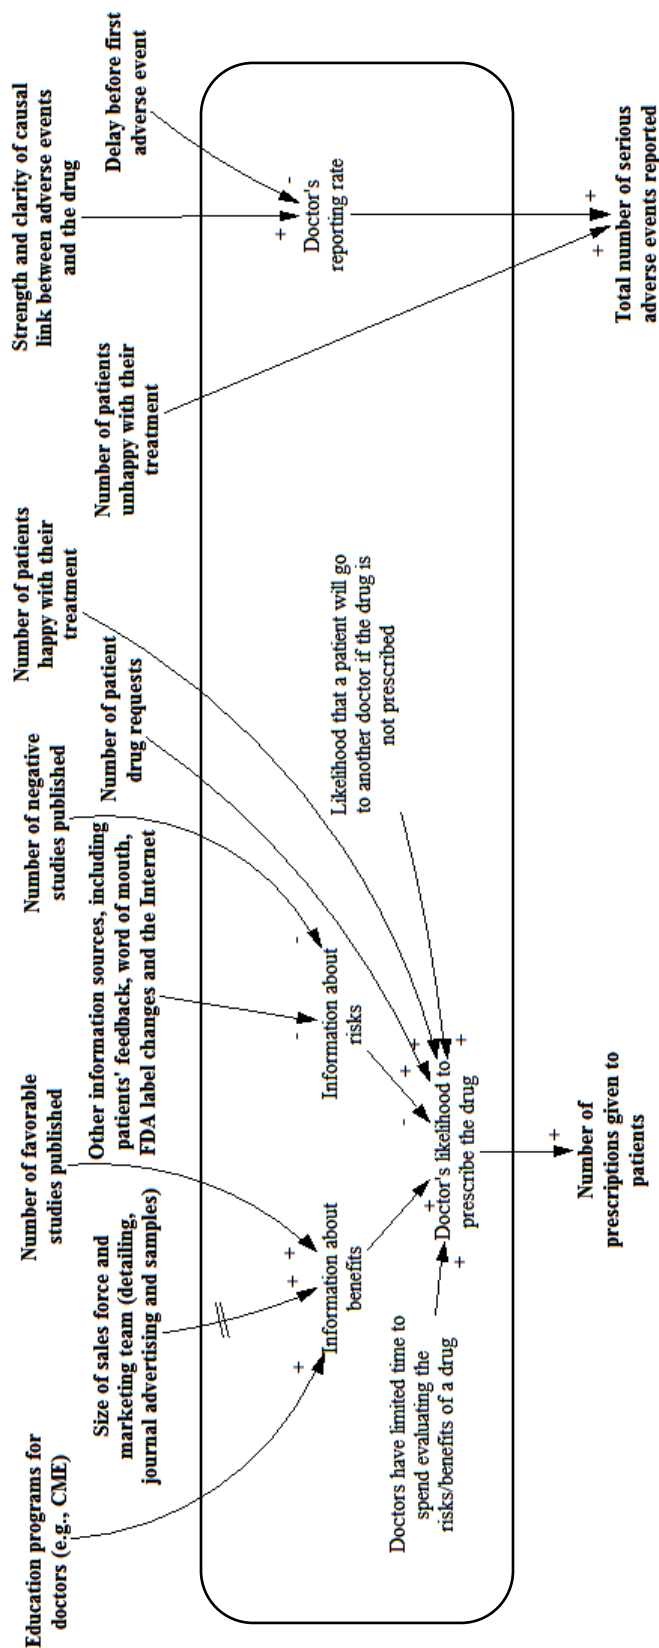 Education programs for
doctors (e.g., CME)
Size of sales force and
marketing team (detailing,
journal advertising and samples)
Number of favorable
studies published
Other information sources, including
patients' feedback, word of mouth,
FDA label changes and the Internet
Number of negative
studies published
Number of patient
drug requests
Number of patients
happy with their
treatment
Number of patients
unhappy with their
treatment
Strength and clarity of causal
link between adverse events
and the drug
Delay before first
adverse event
+
+
+
Information about
benefits
-
-
Information about
risks
+
-
Doctor's
reporting rate
Likelihood that a patient will go
to another doctor if the drug is
not prescribed
Doctors have limited time to
spend evaluating the
risks/benefits of a drug
+
+
-
+
+
+
Doctor's likelihood to
prescribe the drug
+
Number of
prescriptions given to
patients
+
+
Total number of serious
adverse events reported